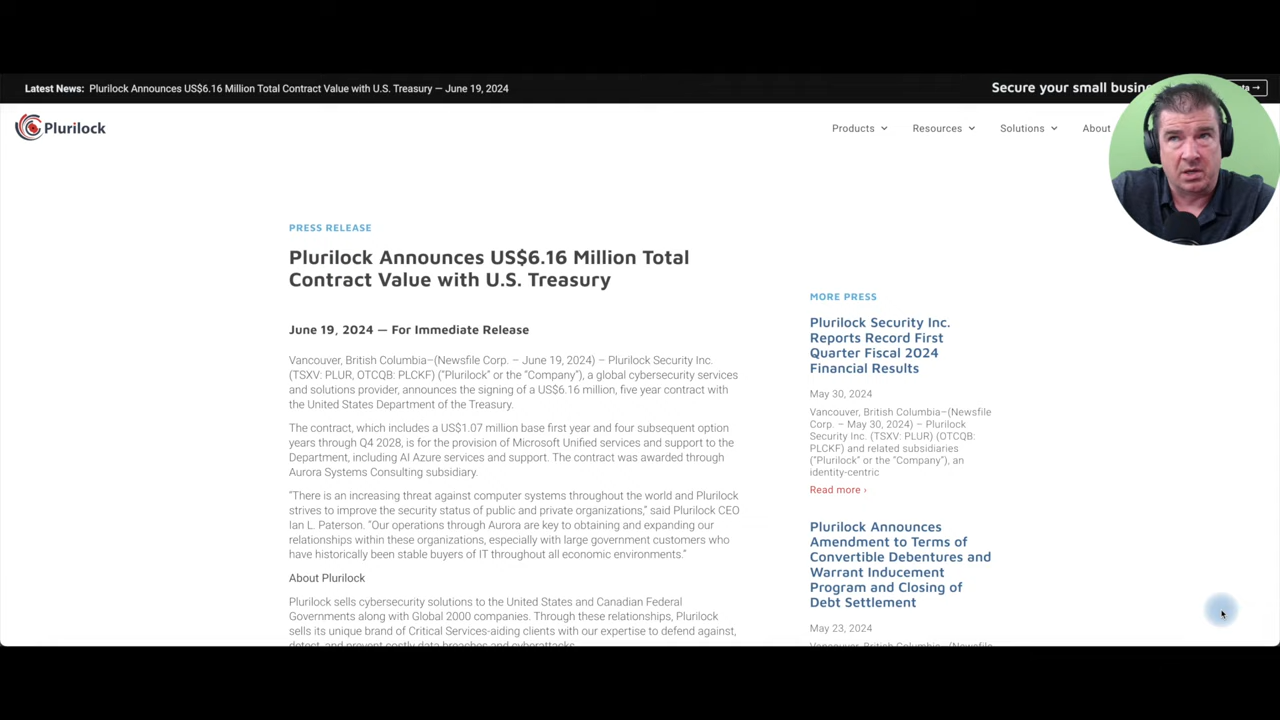 Latest News: Plurilock Announces US$6.16 Million Total Contract Value with U.S. Treasury — June 19, 2024
Secure your small
Plurilock
Products
Resources
Solutions
About
PRESS RELEASE
Plurilock Announces US$6.16 Million Total
Contract Value with U.S. Treasury
June 19, 2024 — For Immediate Release
Vancouver, British Columbia–(Newsfile Corp. – June 19, 2024) – Plurilock Security Inc.
(TSXV: PLUR, OTCQB: PLCKF) (“Plurilock” or the “Company”), a global cybersecurity services
and solutions provider, announces the signing of a US$6.16 million, five year contract with
the United States Department of the Treasury.
The contract, which includes a US$1.07 million base first year and four subsequent option
years through Q4 2028, is for the provision of Microsoft Unified services and support to the
Department, including AI Azure services and support. The contract was awarded through
Aurora Systems Consulting subsidiary.
“There is an increasing threat against computer systems throughout the world and Plurilock
strives to improve the security status of public and private organizations,” said Plurilock CEO
Ian L. Paterson. “Our operations through Aurora are key to obtaining and expanding our
relationships within these organizations, especially with large government customers who
have historically been stable buyers of IT throughout all economic environments.”
About Plurilock
Plurilock sells cybersecurity solutions to the United States and Canadian Federal
Governments along with Global 2000 companies. Through these relationships, Plurilock
sells its unique brand of Critical Services-aiding clients with our expertise to defend against,
detect, and prevent costly data breaches and cyberattacks.
MORE PRESS
Plurilock Security Inc.
Reports Record First
Quarter Fiscal 2024
Financial Results
May 30, 2024
Vancouver, British Columbia–(Newsfile
Corp. – May 30, 2024) – Plurilock
Security Inc. (TSXV: PLUR) (OTCQB:
PLCKF) and related subsidiaries
(“Plurilock” or the “Company”), an
identity-centric
Read more ›
Plurilock Announces
Amendment to Terms of
Convertible Debentures and
Warrant Inducement
Program and Closing of
Debt Settlement
May 23, 2024
Vancouver, British Columbia–(Newsfile